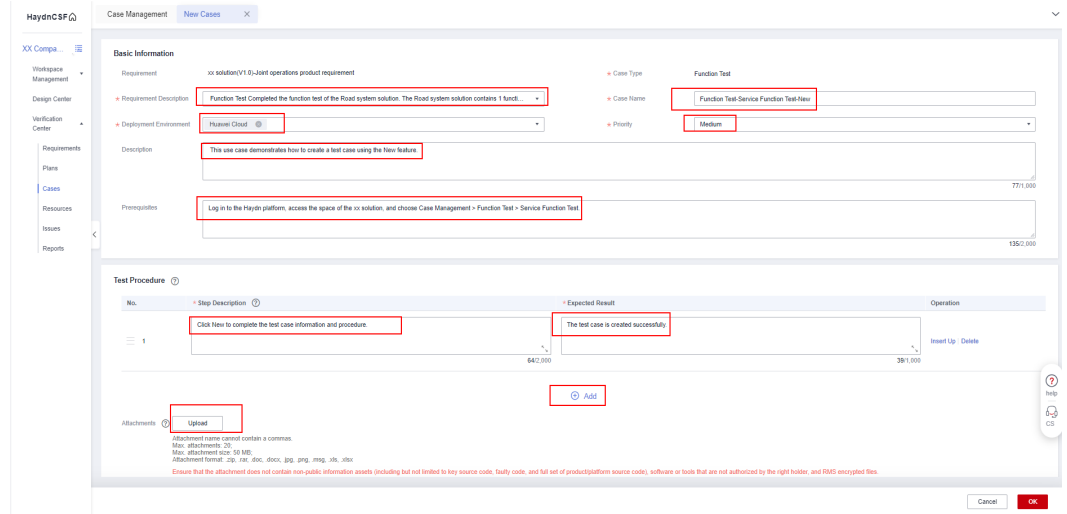 HaydnCSF
Case Management New Cases ×
XX Compa...
Workspace Management
Design Center
Verification Center
Requirements
Plans
Cases
Resources
Issues
Reports
Basic Information
Requirement xx solution(V1.0)-Joint operations product requirement
* Case Type Function Test
* Requirement Description Function Test Completed the function test of the Road system solution. The Road system solution contains 1 functi...
* Case Name Function Test-Service Function Test-New
* Deployment Environment Huawei Cloud
* Priority Medium
Description This use case demonstrates how to create a test case using the New feature.
77/1,000
Prerequisites Log in to the Haydn platform, access the space of the xx solution, and choose Case Management > Function Test > Service Function Test.
135/2,000
Test Procedure ?
No. * Step Description ? * Expected Result Operation
1 Click New to complete the test case information and procedure. The test case is created successfully. Insert Up Delete
64/2,000 39/1,000
Add
Attachments ? Upload
Attachment name cannot contain a commas.
Max. attachments: 20;
Max. attachment size: 50 MB;
Attachment format: .zip, .rar, .doc, .docx, .jpg, .png, .msg, .xls, .xlsx
Ensure that the attachment does not contain non-public information assets (including but not limited to key source code, faulty code, and full set of product/platform source code), software or tools that are not authorized by the right holder, and RMS encrypted files
? help
CS
Cancel OK